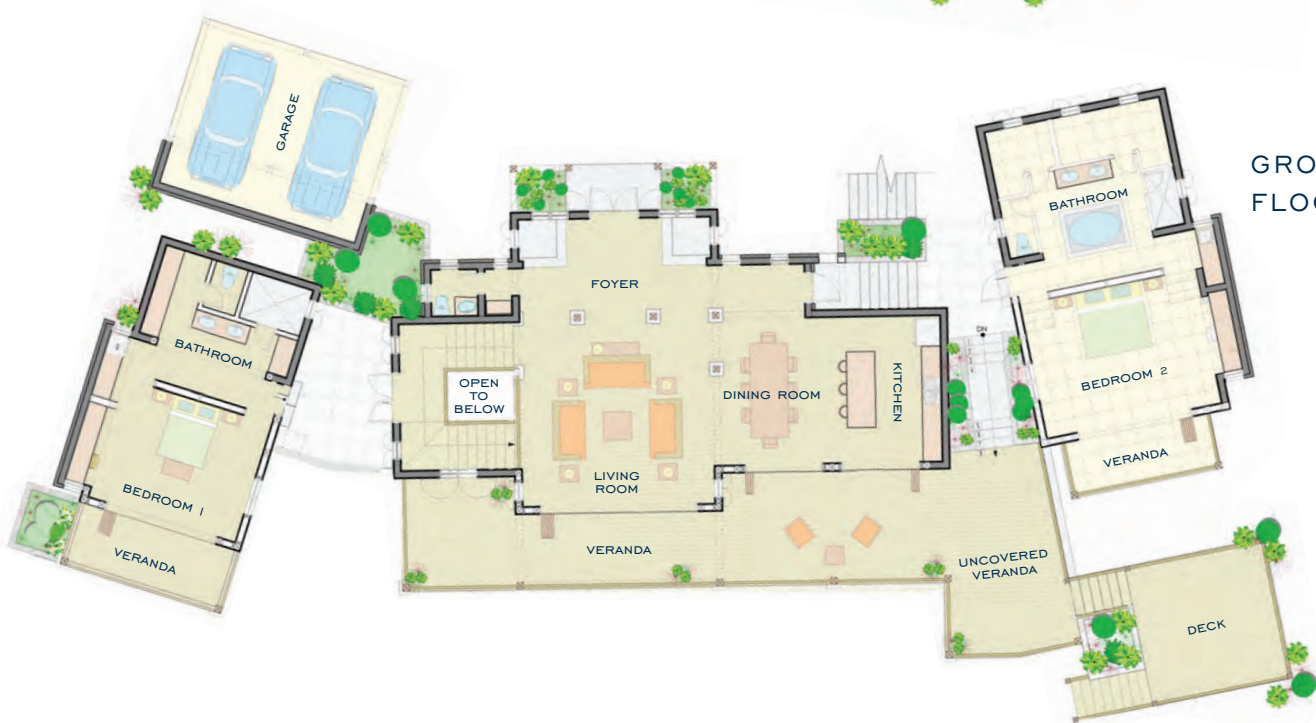 GARAGE
GRO
FLOO
BATHROOM
FOYER
BATHROOM
OPEN
TO
BELOW
DINING ROOM
KITCHEN
DN
BEDROOM 2
BEDROOM 1
LIVING
ROOM
VERANDA
VERANDA
VERANDA
UNCOVERED
VERANDA
DECK